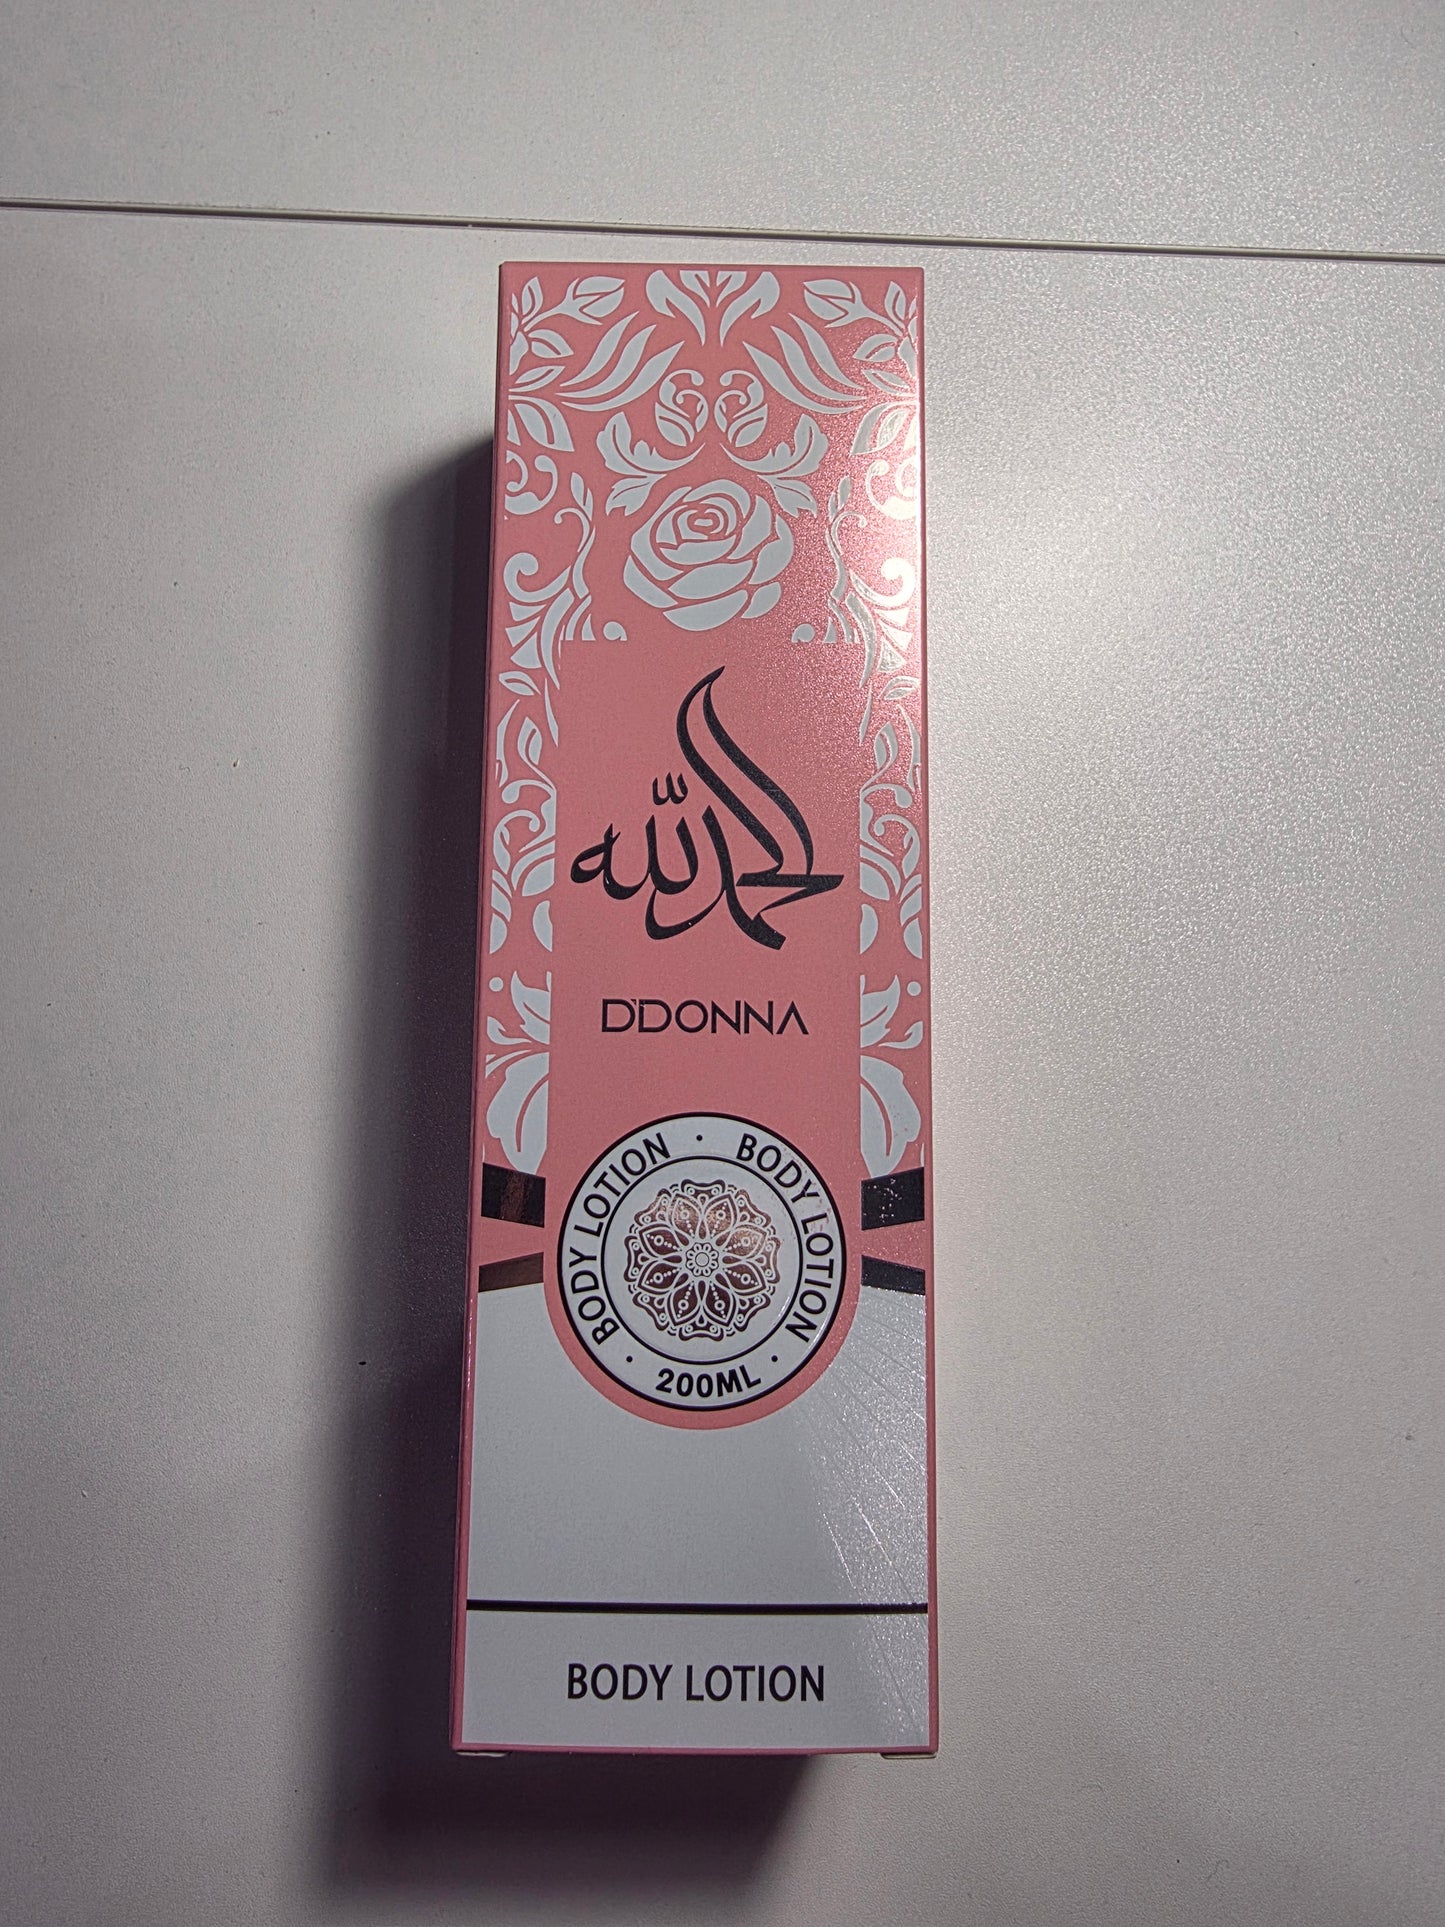 الحمد لله
D'DONNA
BODY LOTION · BODY LOTION · 200ML ·
BODY LOTION